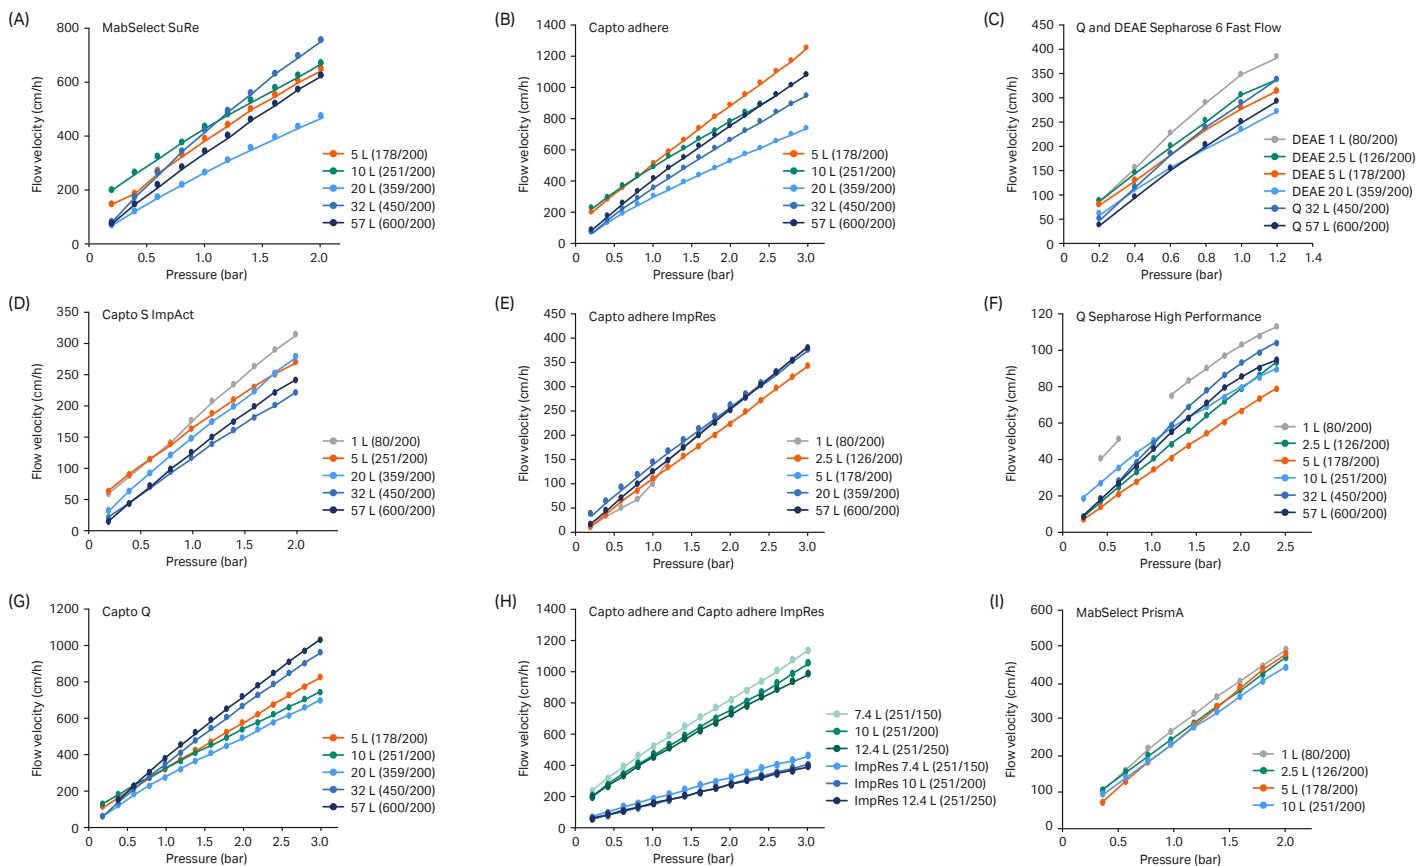 (A)
MabSelect SuRe
Flow velocity (cm/h)
800
600
400
200
0
0
0.5
1.0
1.5
2.0
Pressure (bar)
5 L (178/200)
10 L (251/200)
20 L (359/200)
32 L (450/200)
57 L (600/200)
(B)
Capto adhere
Flow velocity (cm/h)
1400
1200
1000
800
600
400
200
0
0
0.5
1.0
1.5
2.0
2.5
3.0
Pressure (bar)
5 L (178/200)
10 L (251/200)
20 L (359/200)
32 L (450/200)
57 L (600/200)
(C)
Q and DEAE Sepharose 6 Fast Flow
Flow velocity (cm/h)
450
400
350
300
250
200
150
100
50
0
0
0.2
0.4
0.6
0.8
1.0
1.2
1.4
Pressure (bar)
DEAE 1 L (80/200)
DEAE 2.5 L (126/200)
DEAE 5 L (178/200)
DEAE 20 L (359/200)
Q 32 L (450/200)
Q 57 L (600/200)
(D)
Capto S ImpAct
Flow velocity (cm/h)
350
300
250
200
150
100
50
0
0
0.5
1.0
1.5
2.0
Pressure (bar)
1 L (80/200)
5 L (251/200)
20 L (359/200)
32 L (450/200)
57 L (600/200)
(E)
Capto adhere ImpRes
Flow velocity (cm/h)
450
400
350
300
250
200
150
100
50
0
0
0.5
1.0
1.5
2.0
2.5
3.0
Pressure (bar)
1 L (80/200)
2.5 L (126/200)
5 L (178/200)
20 L (359/200)
57 L (600/200)
(F)
Q Sepharose High Performance
Flow velocity (cm/h)
120
100
80
60
40
20
0
0
0.5
1.0
1.5
2.0
2.5
Pressure (bar)
1 L (80/200)
2.5 L (126/200)
5 L (178/200)
10 L (251/200)
32 L (450/200)
57 L (600/200)
(G)
Capto Q
Flow velocity (cm/h)
1200
1000
800
600
400
200
0
0
0.5
1.0
1.5
2.0
2.5
3.0
Pressure (bar)
5 L (178/200)
10 L (251/200)
20 L (359/200)
32 L (450/200)
57 L (600/200)
(H)
Capto adhere and Capto adhere ImpRes
Flow velocity (cm/h)
1400
1200
1000
800
600
400
200
0
0
0.5
1.0
1.5
2.0
2.5
3.0
Pressure (bar)
7.4 L (251/150)
10 L (251/200)
12.4 L (251/250)
ImpRes 7.4 L (251/150)
ImpRes 10 L (251/200)
ImpRes 12.4 L (251/250)
(I)
MabSelect PrismA
Flow velocity (cm/h)
600
500
400
300
200
100
0
0
0.5
1.0
1.5
2.0
Pressure (bar)
1 L (80/200)
2.5 L (126/200)
5 L (178/200)
10 L (251/200)